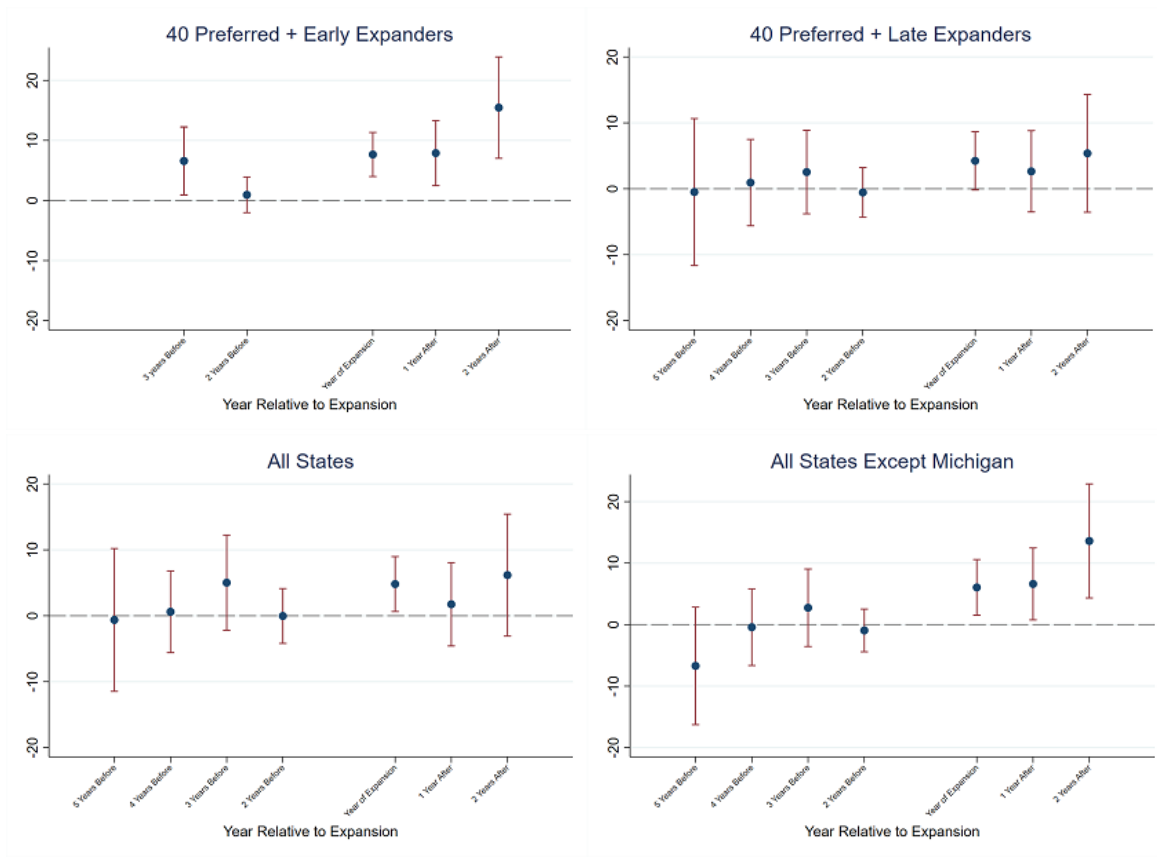 40 Preferred + Early Expanders
20
10
0
-10
-20
3 years Before
2 Years Before
Year of Expansion
1 Year After
2 Years After
Year Relative to Expansion
40 Preferred + Late Expanders
20
10
0
-10
-20
5 Years Before
4 Years Before
3 Years Before
2 Years Before
Year of Expansion
1 Year After
2 Years After
Year Relative to Expansion
All States
20
10
0
-10
-20
5 Years Before
4 Years Before
3 Years Before
2 Years Before
Year of Expansion
1 Year After
2 Years After
Year Relative to Expansion
All States Except Michigan
20
10
0
-10
-20
5 Years Before
4 Years Before
3 Years Before
2 Years Before
Year of Expansion
1 Year After
2 Years After
Year Relative to Expansion